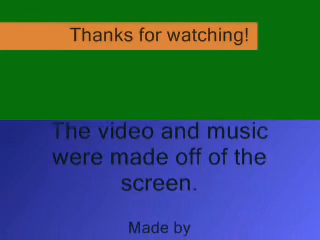 Thanks for watching!
The video and music
were made off of the
screen.
Made by